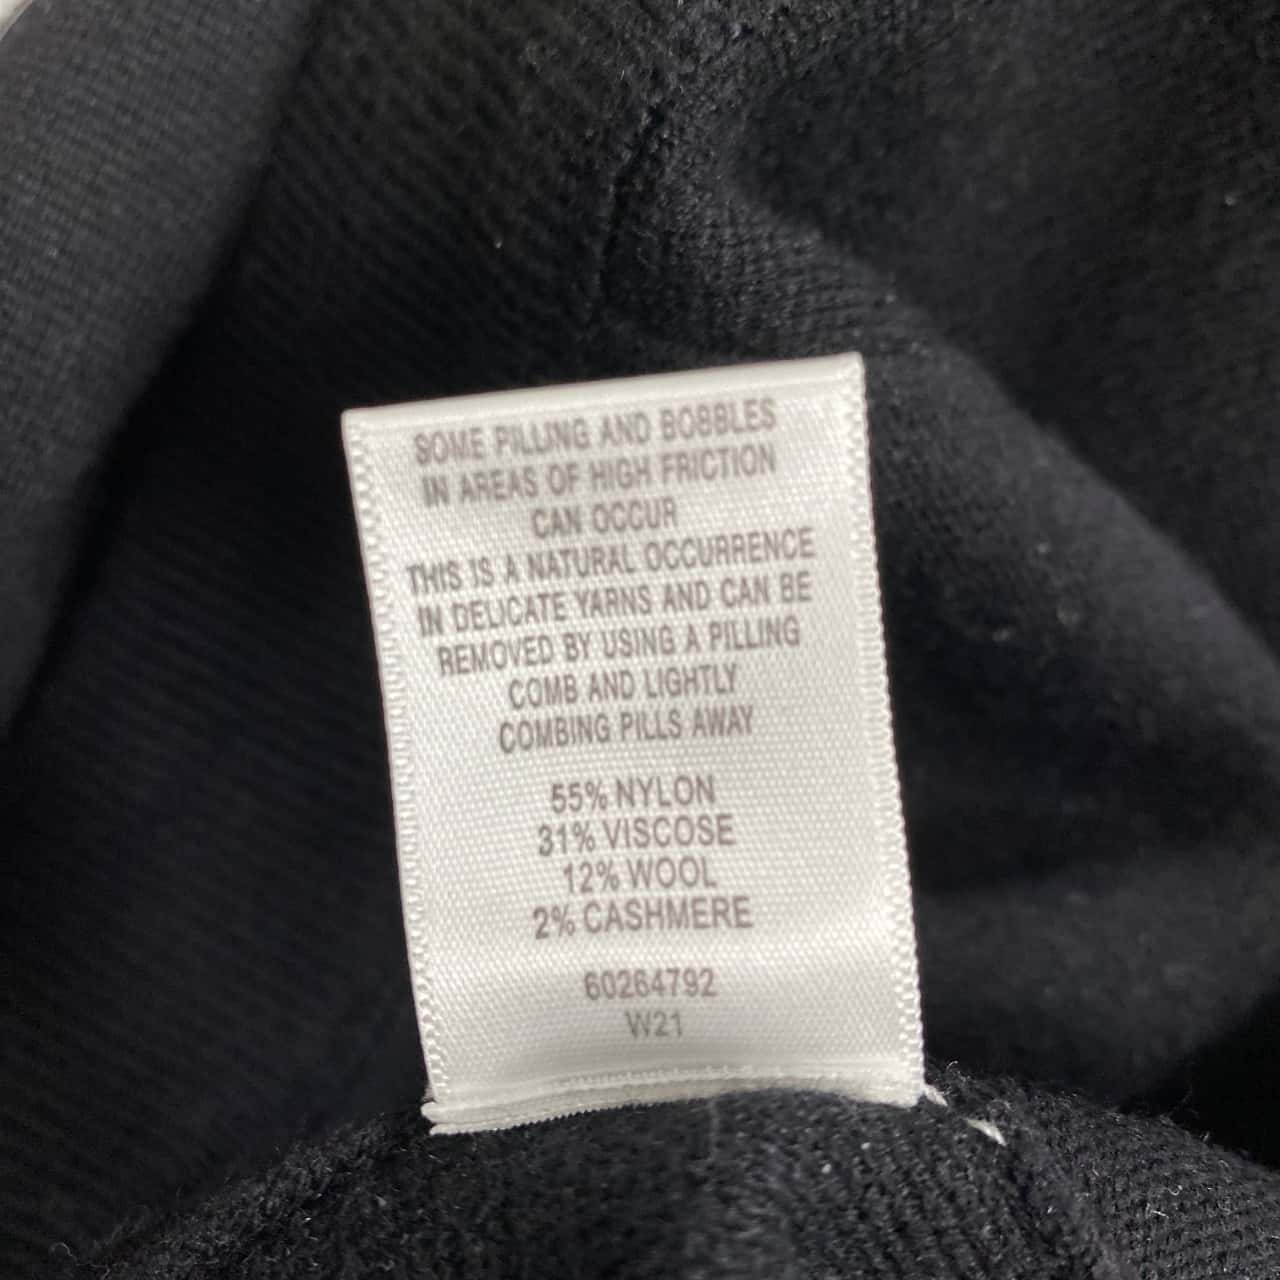 SOME PILLING AND BOBBLES
IN AREAS OF HIGH FRICTION
CAN OCCUR
THIS IS A NATURAL OCCURRENCE
IN DELICATE YARNS AND CAN BE
REMOVED BY USING A PILLING
COMB AND LIGHTLY
COMBING PILLS AWAY
55% NYLON
31% VISCOSE
12% WOOL
2% CASHMERE
60264792
W21